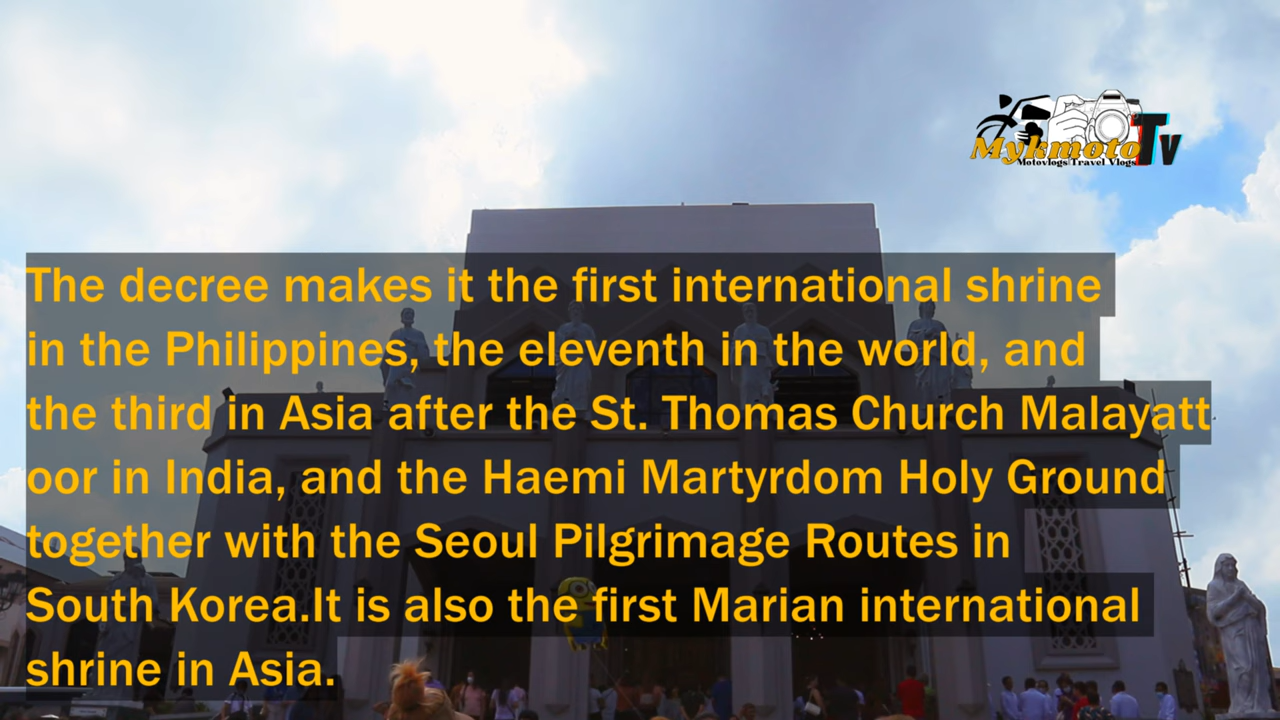 Mykmoto Tv
Motovlogs Travel Vlogs
The decree makes it the first international shrine
in the Philippines, the eleventh in the world, and
the third in Asia after the St. Thomas Church Malayatt
oor in India, and the Haemi Martyrdom Holy Ground
together with the Seoul Pilgrimage Routes in
South Korea.It is also the first Marian international
shrine in Asia.